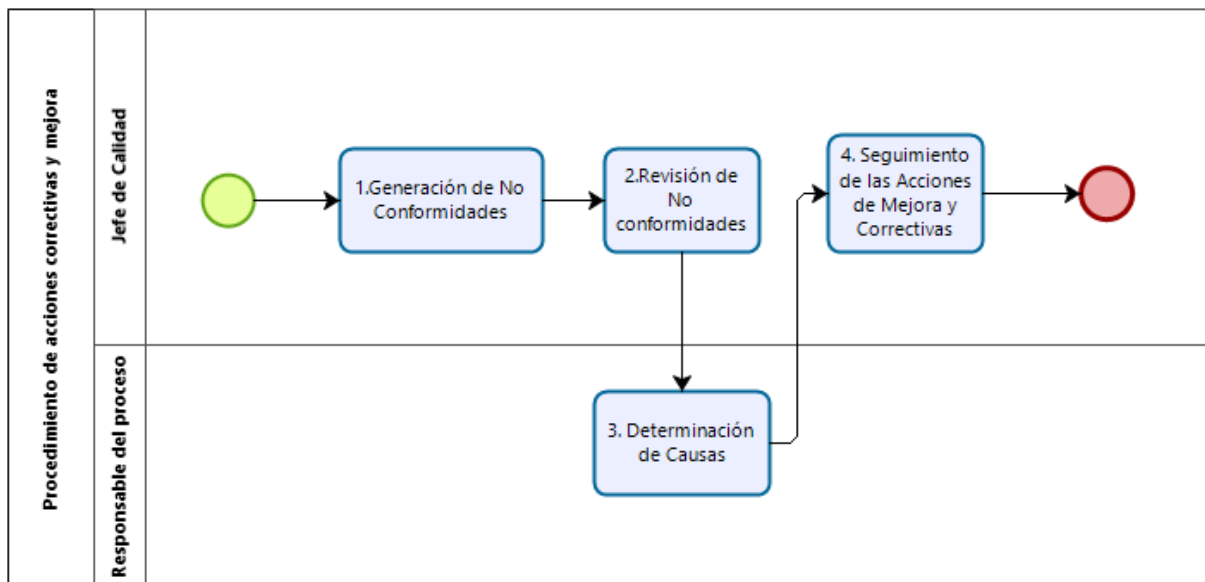 Procedimiento de acciones correctivas y mejora
Jefe de Calidad
1.Generación de No
Conformidades
2.Revisión de
No
conformidades
4. Seguimiento
de las Acciones
de Mejora y
Correctivas
Responsable del proceso
3. Determinación
de Causas